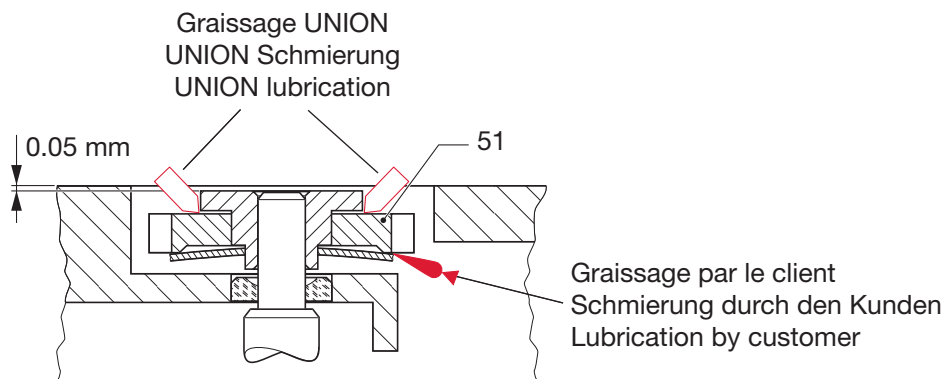 Graissage UNION
UNION Schmierung
UNION lubrication
0.05 mm
51
Graissage par le client
Schmierung durch den Kunden
Lubrication by customer